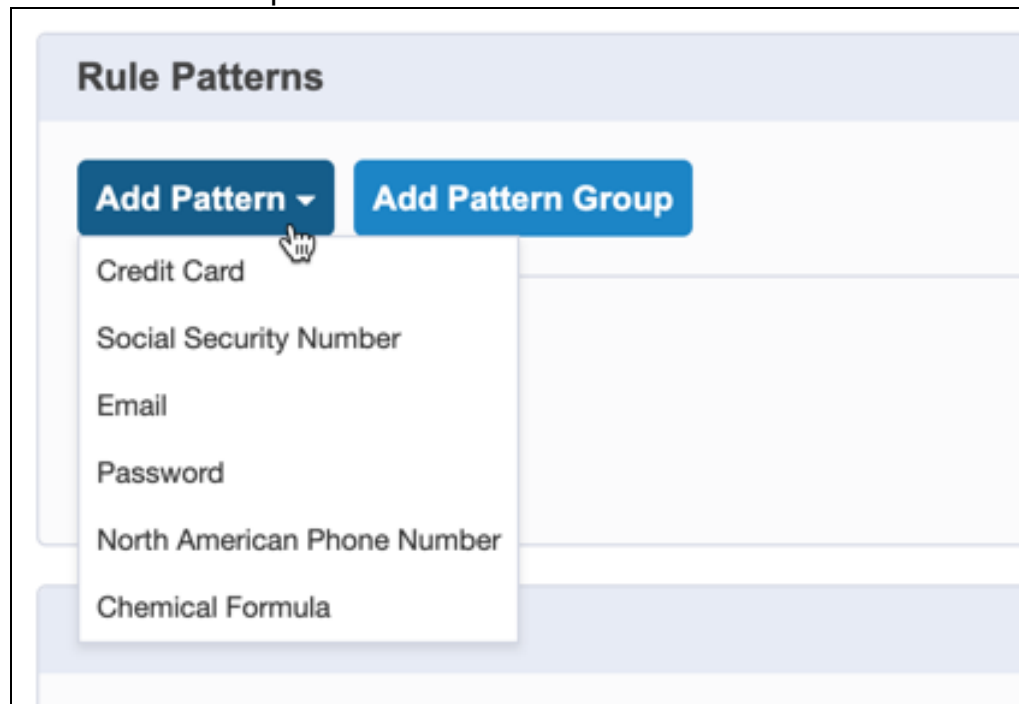 Rule Patterns
Add Pattern Add Pattern Group
Credit Card
Social Security Number
Email
Password
North American Phone Number
Chemical Formula